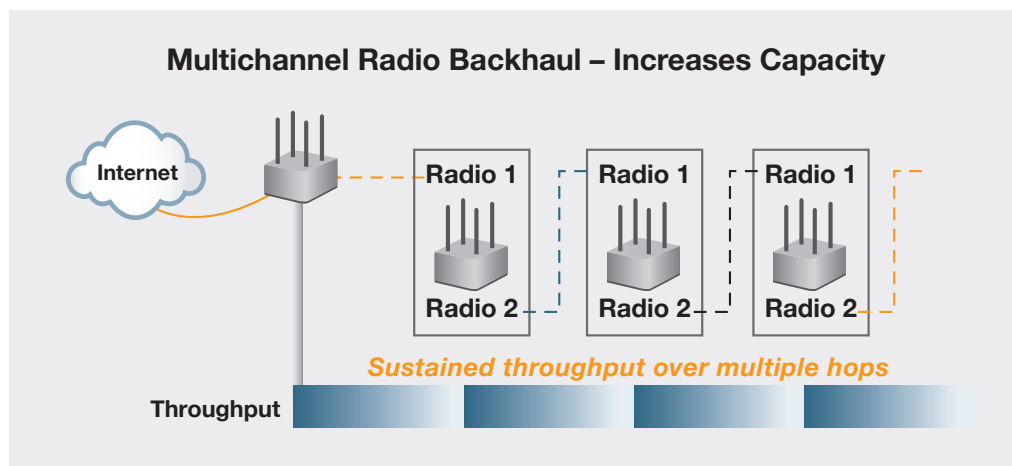 Multichannel Radio Backhaul – Increases Capacity
Internet
Radio 1
Radio 2
Radio 1
Radio 2
Radio 1
Radio 2
Sustained throughput over multiple hops
Throughput